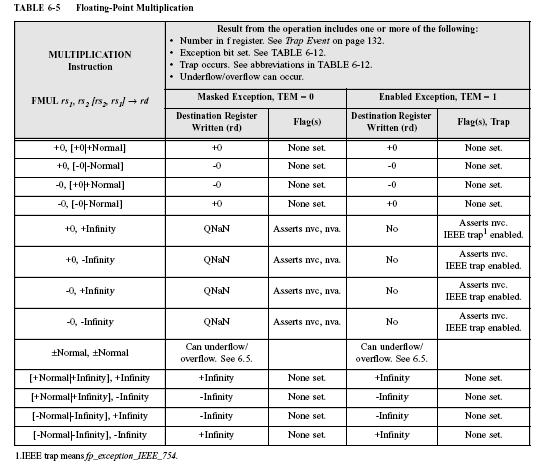 TABLE 6-5 Floating-Point Multiplication
MULTIPLICATION
Instruction
FMUL rs1, rs2 [rs2, rs1] → rd
Result from the operation includes one or more of the following:
• Number in f register. See Trap Event on page 132.
• Exception bit set. See TABLE 6-12.
• Trap occurs. See abbreviations in TABLE 6-12.
• Underflow/overflow can occur.
Masked Exception, TEM = 0 Enabled Exception, TEM = 1
Destination Register Written (rd) Flag(s) Destination Register Written (rd) Flag(s), Trap
+0, [+0|+Normal] +0 None set. +0 None set.
+0, [-0|-Normal] -0 None set. -0 None set.
-0, [+0|+Normal] -0 None set. -0 None set.
-0, [-0|-Normal] +0 None set. +0 None set.
+0, +Infinity QNaN Asserts nvc, nva. No Asserts nvc. IEEE trap1 enabled.
+0, -Infinity QNaN Asserts nvc, nva. No Asserts nvc. IEEE trap enabled.
-0, +Infinity QNaN Asserts nvc, nva. No Asserts nvc. IEEE trap enabled.
-0, -Infinity QNaN Asserts nvc, nva. No Asserts nvc. IEEE trap enabled.
±Normal, ±Normal Can underflow/ overflow. See 6.5. Can underflow/ overflow. See 6.5.
[+Normal|+Infinity], +Infinity +Infinity None set. +Infinity None set.
[+Normal|+Infinity], -Infinity -Infinity None set. -Infinity None set.
[-Normal|-Infinity], +Infinity -Infinity None set. -Infinity None set.
[-Normal|-Infinity], -Infinity +Infinity None set. +Infinity None set.
1.IEEE trap means fp_exception_IEEE_754.